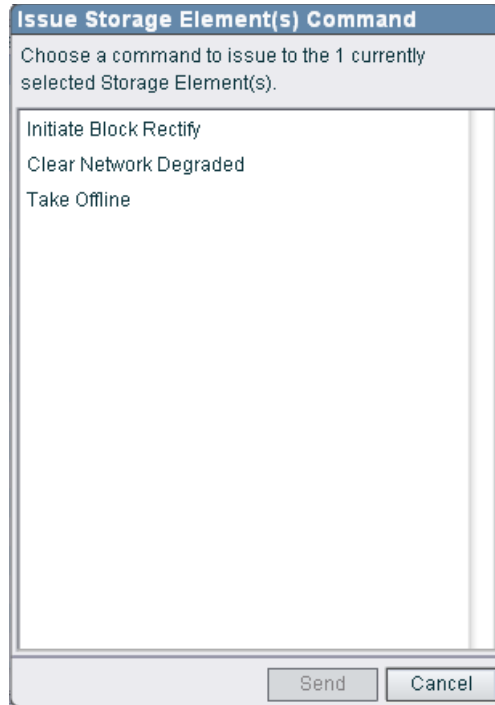 Issue Storage Element(s) Command
Choose a command to issue to the 1 currently
selected Storage Element(s).
Initiate Block Rectify
Clear Network Degraded
Take Offline
Send Cancel